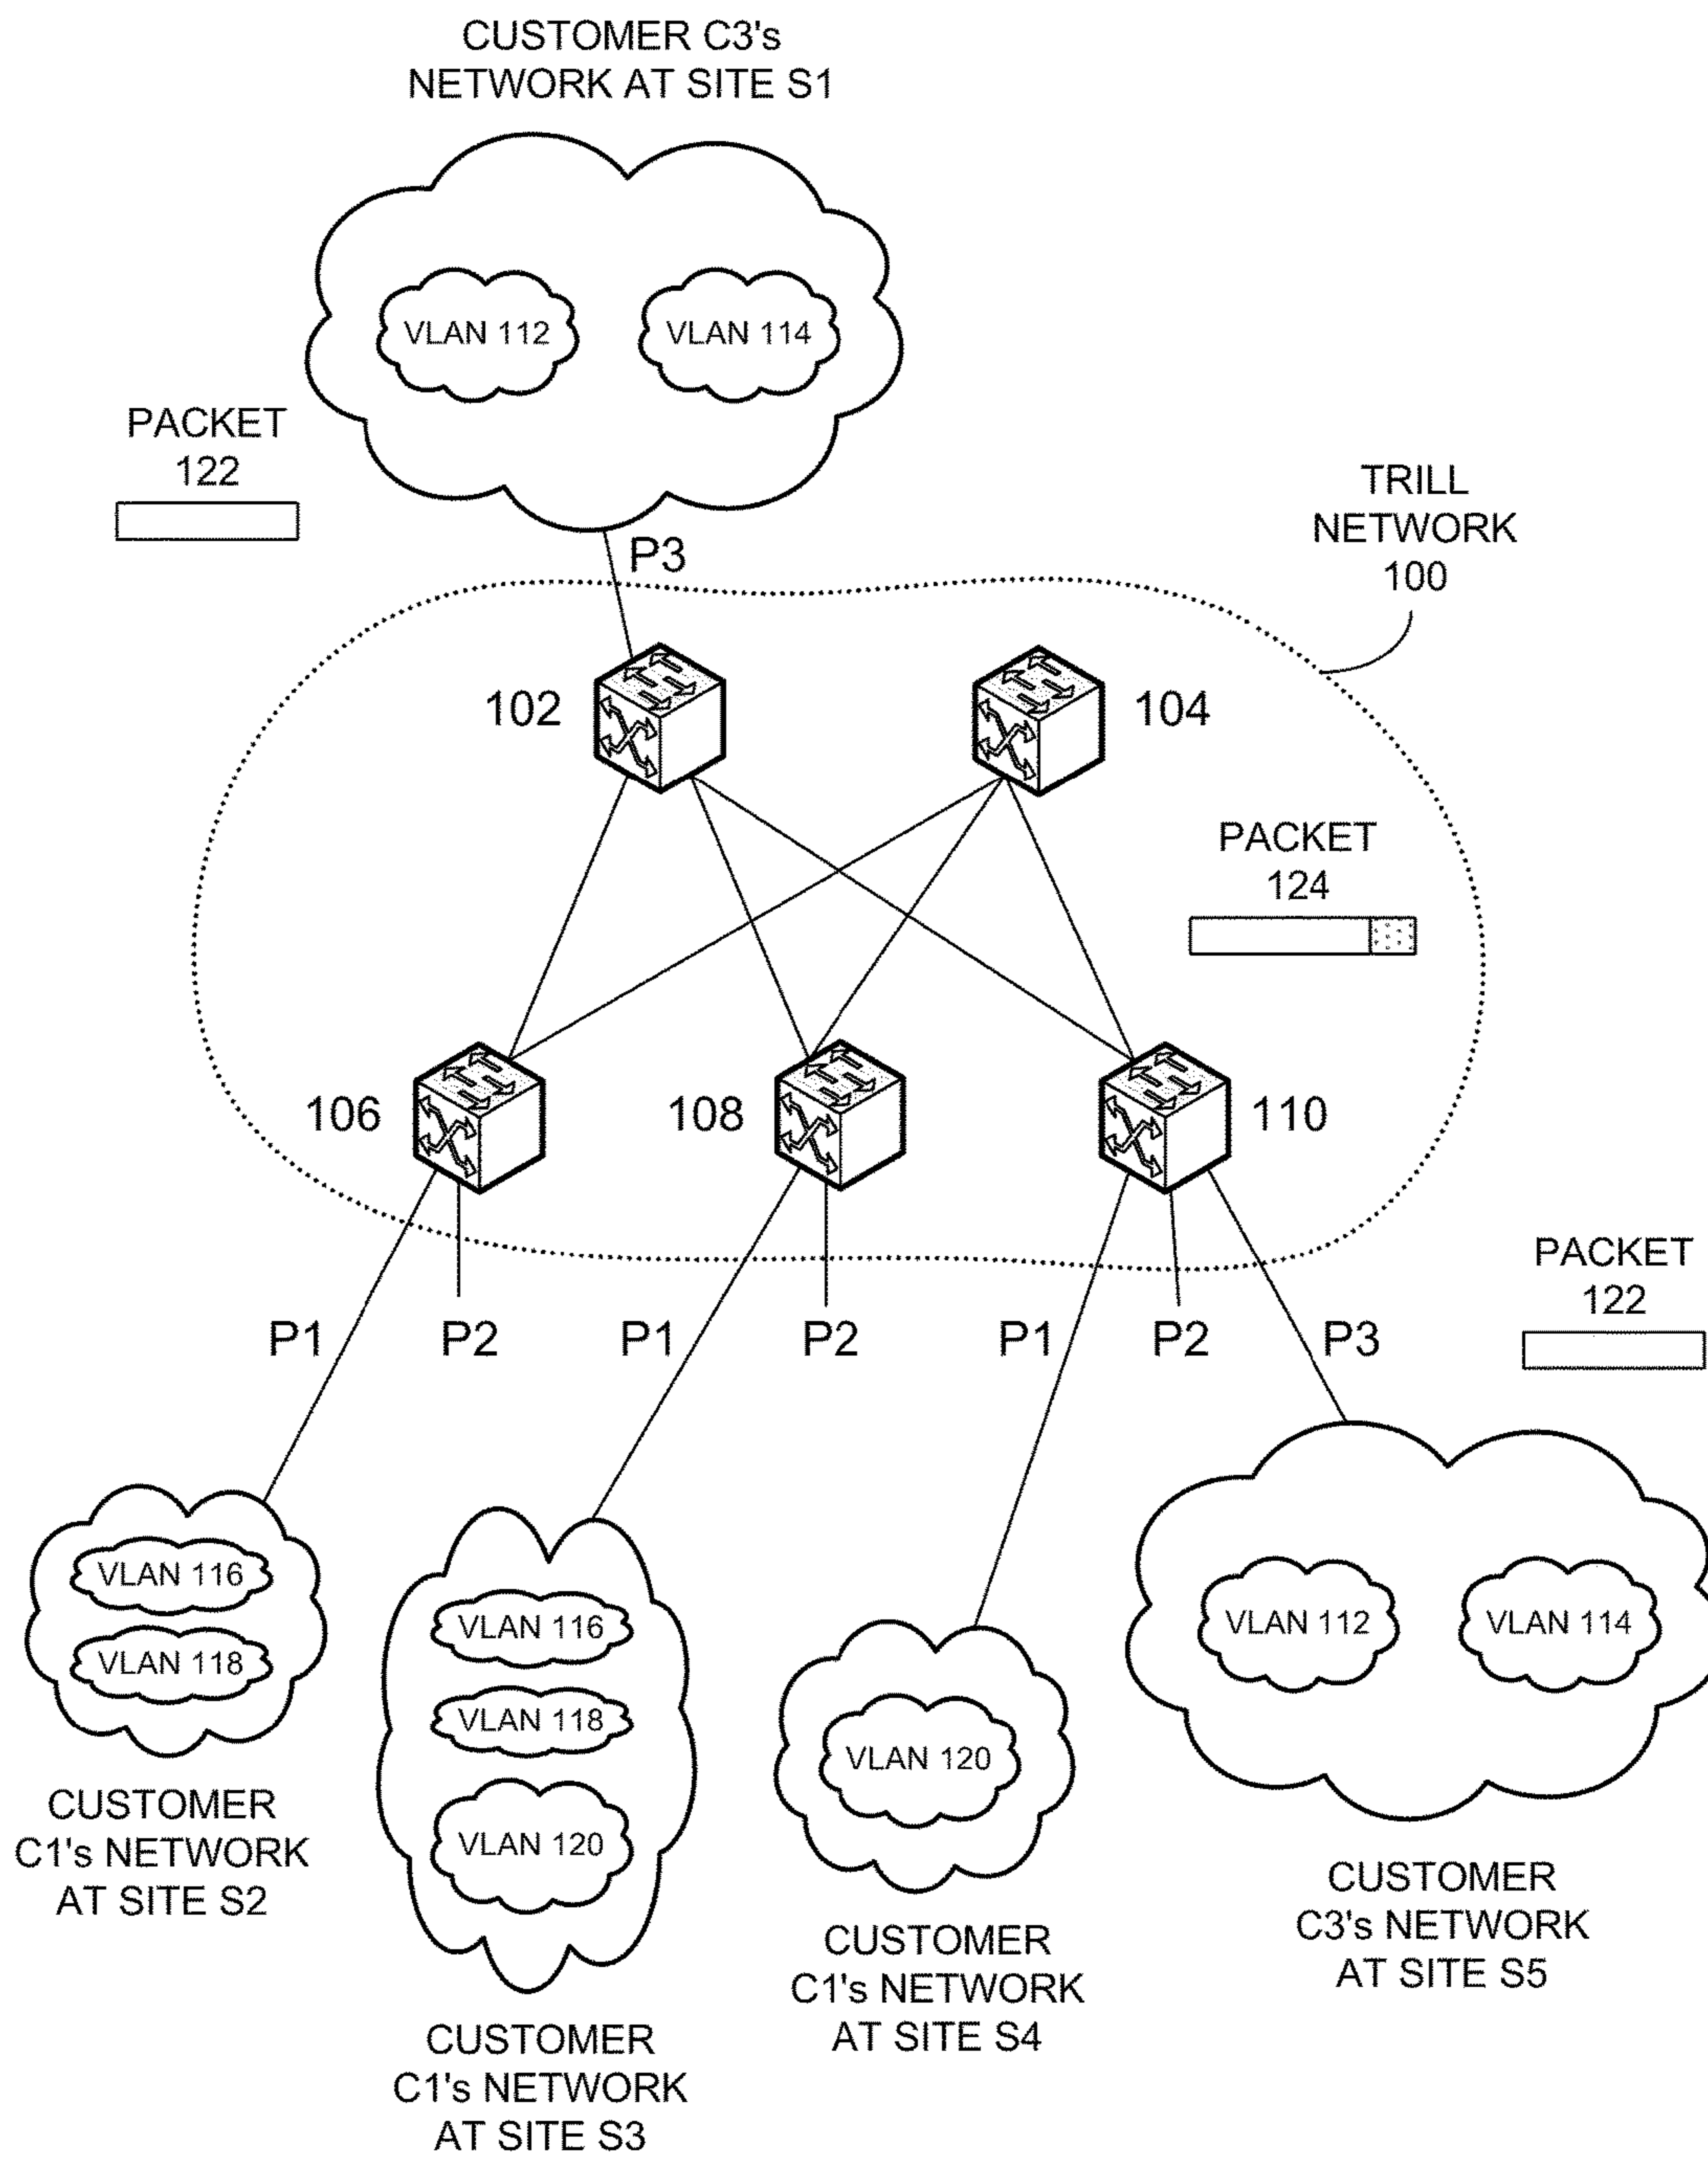 CUSTOMER C3's
NETWORK AT SITE S1
VLAN 112
VLAN 114
PACKET
122
TRILL
NETWORK
100
P3
102
104
PACKET
124
106
108
110
PACKET
122
P1
P2
P1
P2
P1
P2
P3
VLAN 116
VLAN 118
VLAN 116
VLAN 118
VLAN 120
VLAN 120
VLAN 112
VLAN 114
CUSTOMER
C1's NETWORK
AT SITE S2
CUSTOMER
C1's NETWORK
AT SITE S3
CUSTOMER
C1's NETWORK
AT SITE S4
CUSTOMER
C3's NETWORK
AT SITE S5